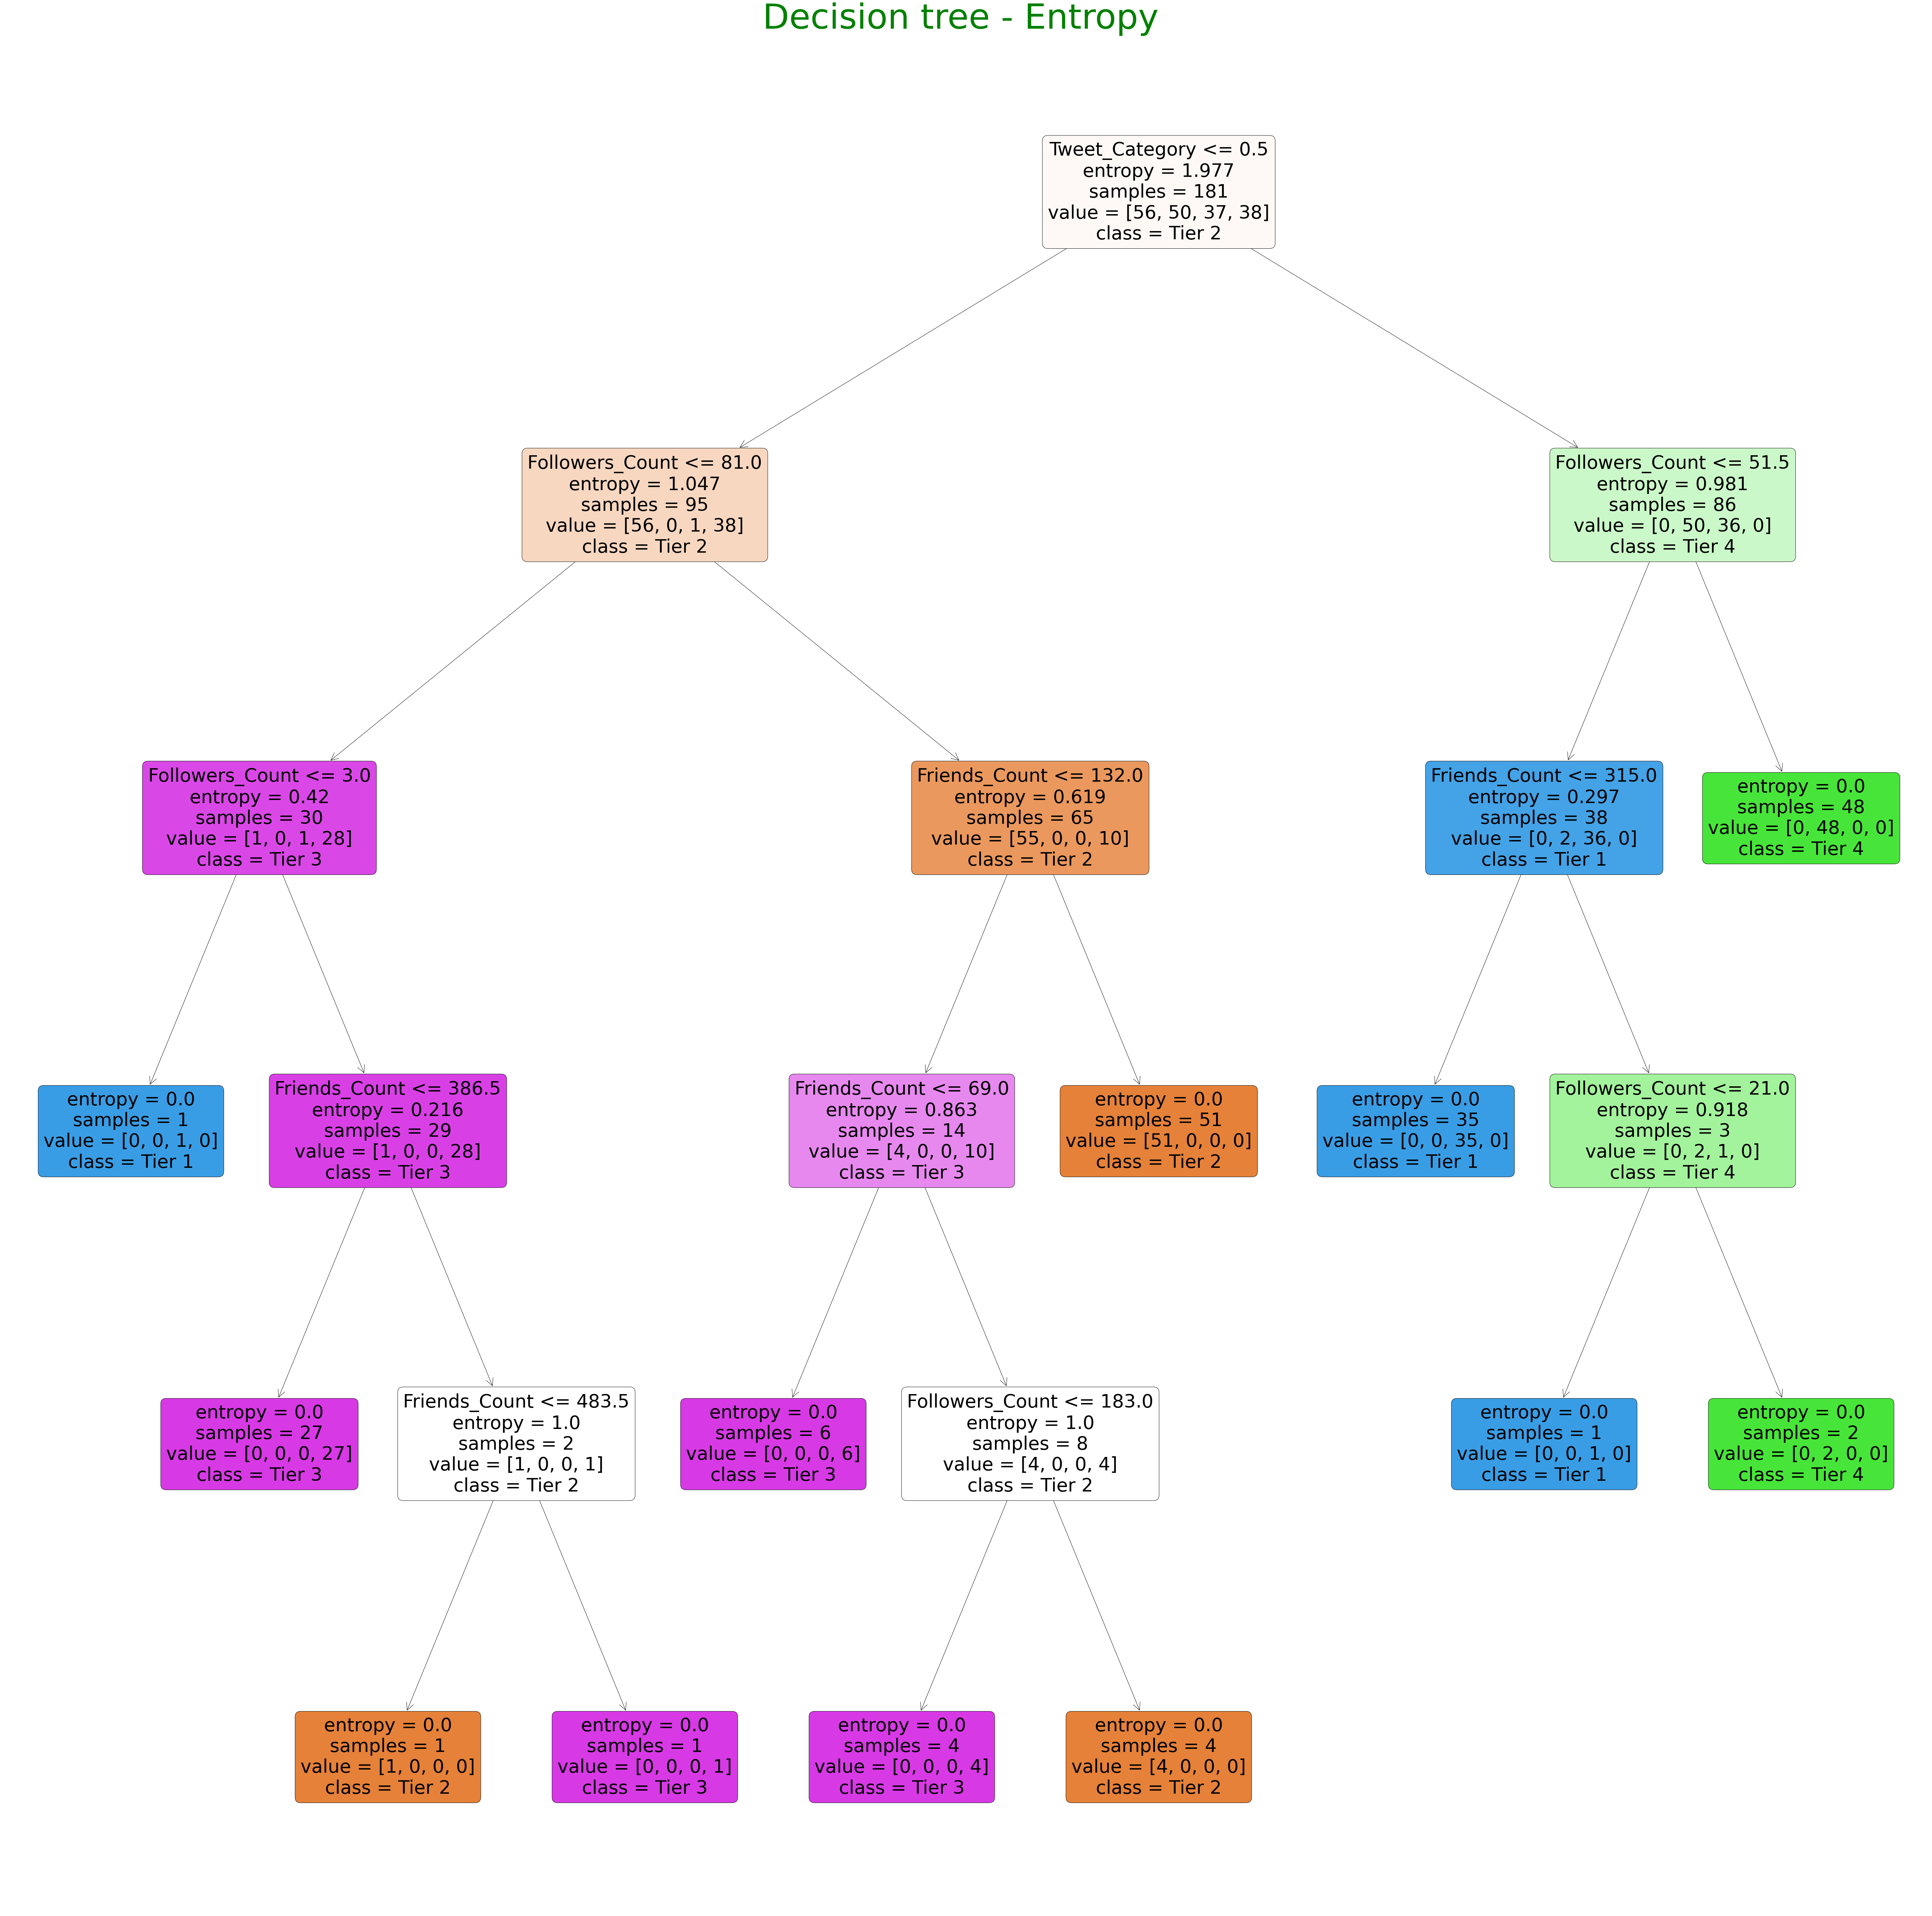 Decision tree - Entropy
Tweet_Category <= 0.5
entropy = 1.977
samples = 181
value = [56, 50, 37, 38]
class = Tier 2
Followers_Count <= 81.0
entropy = 1.047
samples = 95
value = [56, 0, 1, 38]
class = Tier 2
Followers_Count <= 51.5
entropy = 0.981
samples = 86
value = [0, 50, 36, 0]
class = Tier 4
Followers_Count <= 3.0
entropy = 0.42
samples = 30
value = [1, 0, 1, 28]
class = Tier 3
Friends_Count <= 132.0
entropy = 0.619
samples = 65
value = [55, 0, 0, 10]
class = Tier 2
Friends_Count <= 315.0
entropy = 0.297
samples = 38
value = [0, 2, 36, 0]
class = Tier 1
entropy = 0.0
samples = 48
value = [0, 48, 0, 0]
class = Tier 4
entropy = 0.0
samples = 1
value = [0, 0, 1, 0]
class = Tier 1
Friends_Count <= 386.5
entropy = 0.216
samples = 29
value = [1, 0, 0, 28]
class = Tier 3
Friends_Count <= 69.0
entropy = 0.863
samples = 14
value = [4, 0, 0, 10]
class = Tier 3
entropy = 0.0
samples = 51
value = [51, 0, 0, 0]
class = Tier 2
entropy = 0.0
samples = 35
value = [0, 0, 35, 0]
class = Tier 1
Followers_Count <= 21.0
entropy = 0.918
samples = 3
value = [0, 2, 1, 0]
class = Tier 4
entropy = 0.0
samples = 27
value = [0, 0, 0, 27]
class = Tier 3
Friends_Count <= 483.5
entropy = 1.0
samples = 2
value = [1, 0, 0, 1]
class = Tier 2
entropy = 0.0
samples = 6
value = [0, 0, 0, 6]
class = Tier 3
Followers_Count <= 183.0
entropy = 1.0
samples = 8
value = [4, 0, 0, 4]
class = Tier 2
entropy = 0.0
samples = 1
value = [0, 0, 1, 0]
class = Tier 1
entropy = 0.0
samples = 2
value = [0, 2, 0, 0]
class = Tier 4
entropy = 0.0
samples = 1
value = [1, 0, 0, 0]
class = Tier 2
entropy = 0.0
samples = 1
value = [0, 0, 0, 1]
class = Tier 3
entropy = 0.0
samples = 4
value = [0, 0, 0, 4]
class = Tier 3
entropy = 0.0
samples = 4
value = [4, 0, 0, 0]
class = Tier 2